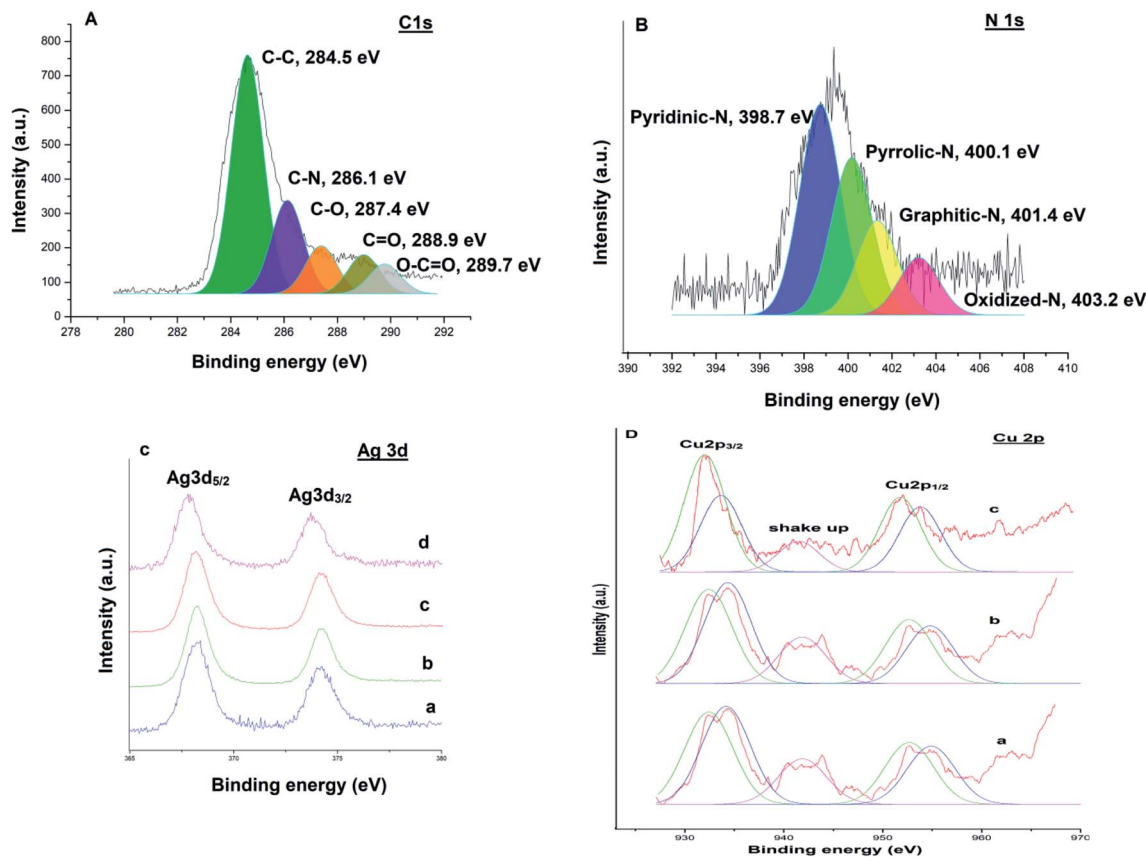 A
C1s
800
700
600
500
400
300
200
100
0
Intensity (a.u.)
C-C, 284.5 eV
C-N, 286.1 eV
C-O, 287.4 eV
C=O, 288.9 eV
O-C=O, 289.7 eV
278 280 282 284 286 288 290 292 294
Binding energy (eV)
B
N 1s
Intensity (a.u.)
Pyridinic-N, 398.7 eV
Pyrrolic-N, 400.1 eV
Graphitic-N, 401.4 eV
Oxidized-N, 403.2 eV
390 392 394 396 398 400 402 404 406 408 410
Binding energy (eV)
c
Ag 3d
Ag3d5/2
Ag3d3/2
Intensity (a.u.)
d
c
b
a
365 370 375 380
Binding energy (eV)
D
Cu 2p
Cu2p3/2
Cu2p1/2
shake up
c
b
a
Intensity (a.u.)
930 940 950 960 970
Binding energy (eV)